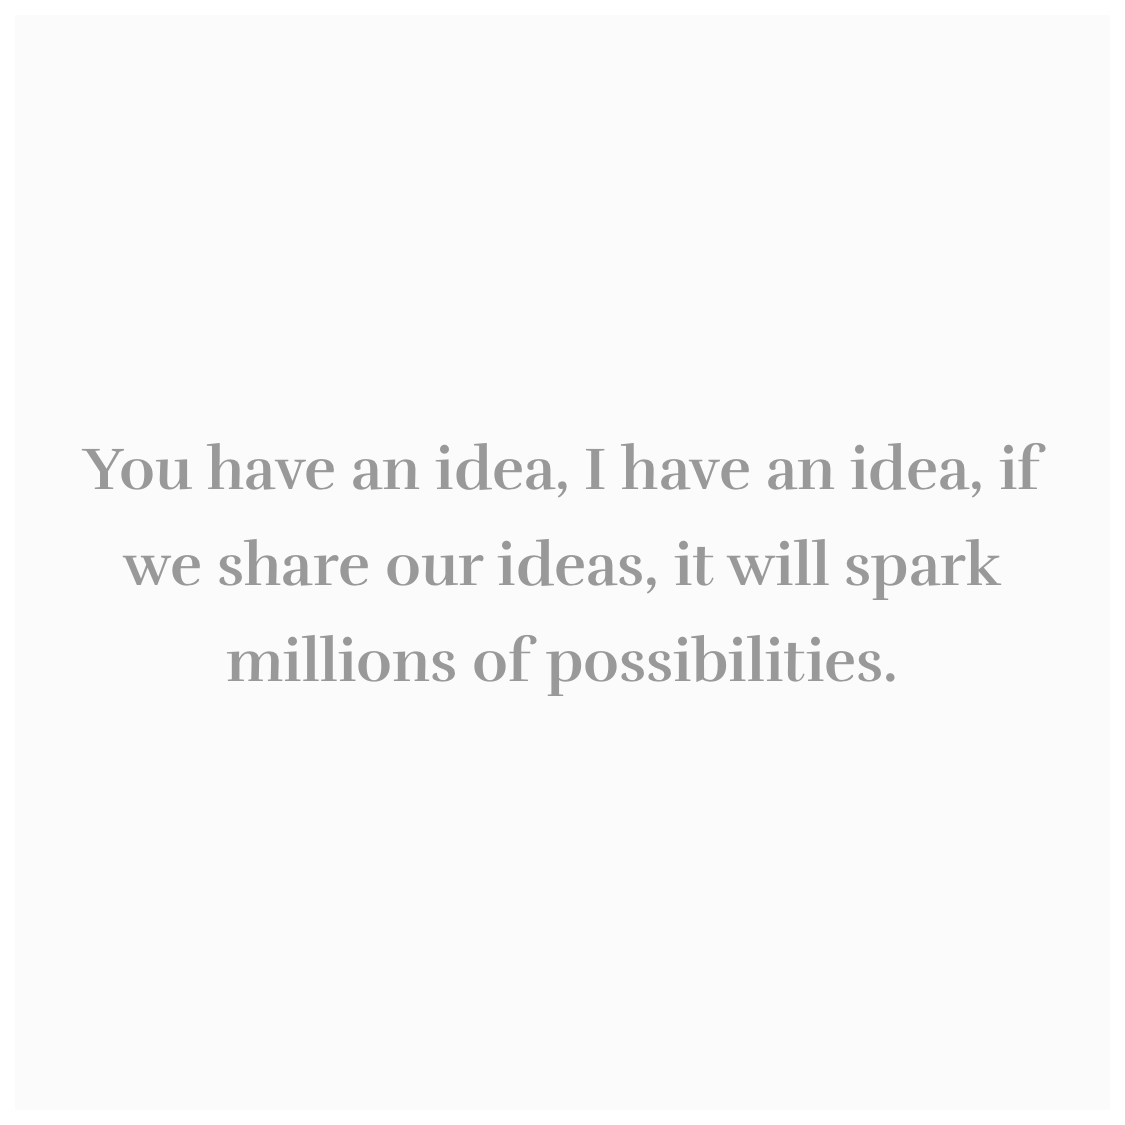 You have an idea, I have an idea, if
we share our ideas, it will spark
millions of possibilities.